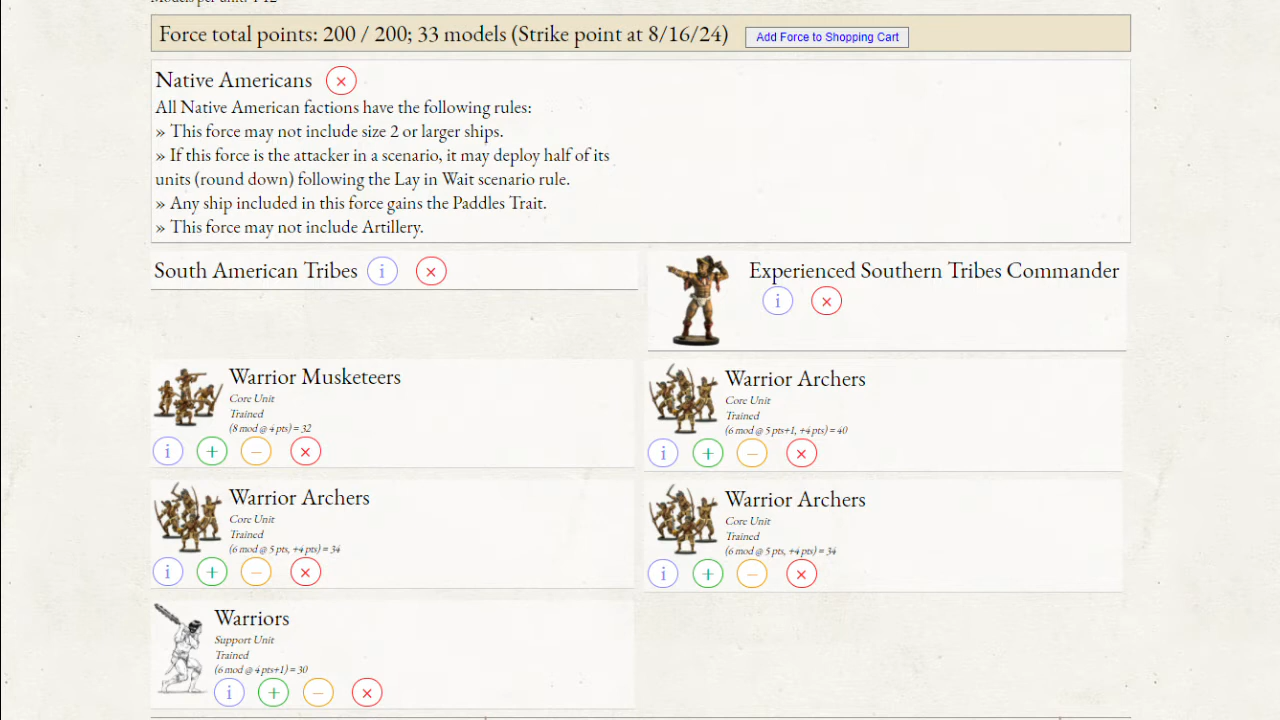 Force total points: 200 / 200; 33 models (Strike point at 8/16/24)
Add Force to Shopping Cart
Native Americans
All Native American factions have the following rules:
» This force may not include size 2 or larger ships.
» If this force is the attacker in a scenario, it may deploy half of its
units (round down) following the Lay in Wait scenario rule.
» Any ship included in this force gains the Paddles Trait.
» This force may not include Artillery.
South American Tribes
Experienced Southern Tribes Commander
Warrior Musketeers
Core Unit
Trained
(8 mod @ 4 pts) = 32
Warrior Archers
Core Unit
Trained
(6 mod @ 5 pts+1, +4 pts) = 40
Warrior Archers
Core Unit
Trained
(6 mod @ 5 pts, +4 pts) = 34
Warrior Archers
Core Unit
Trained
(6 mod @ 5 pts, +4 pts) = 34
Warriors
Support Unit
Trained
(6 mod @ 4 pts+1) = 30